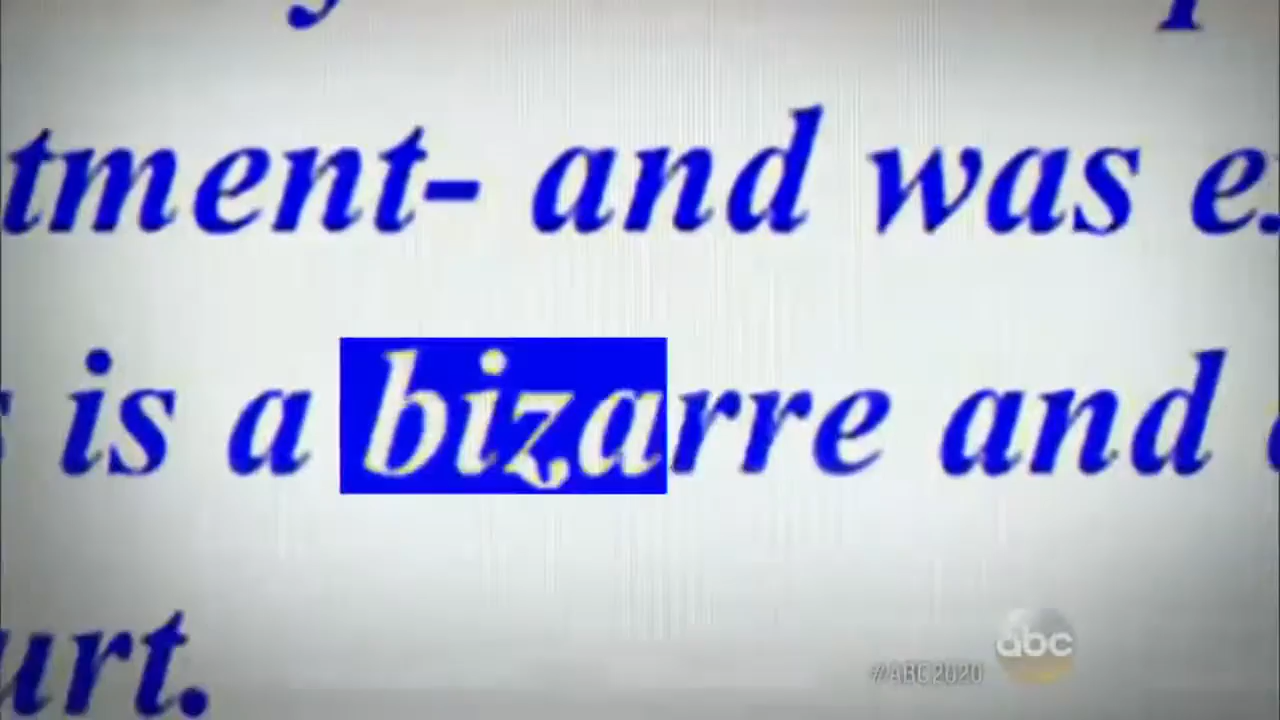 tment- and was e
is a bizarre and
urt.
abc
#ABC2020